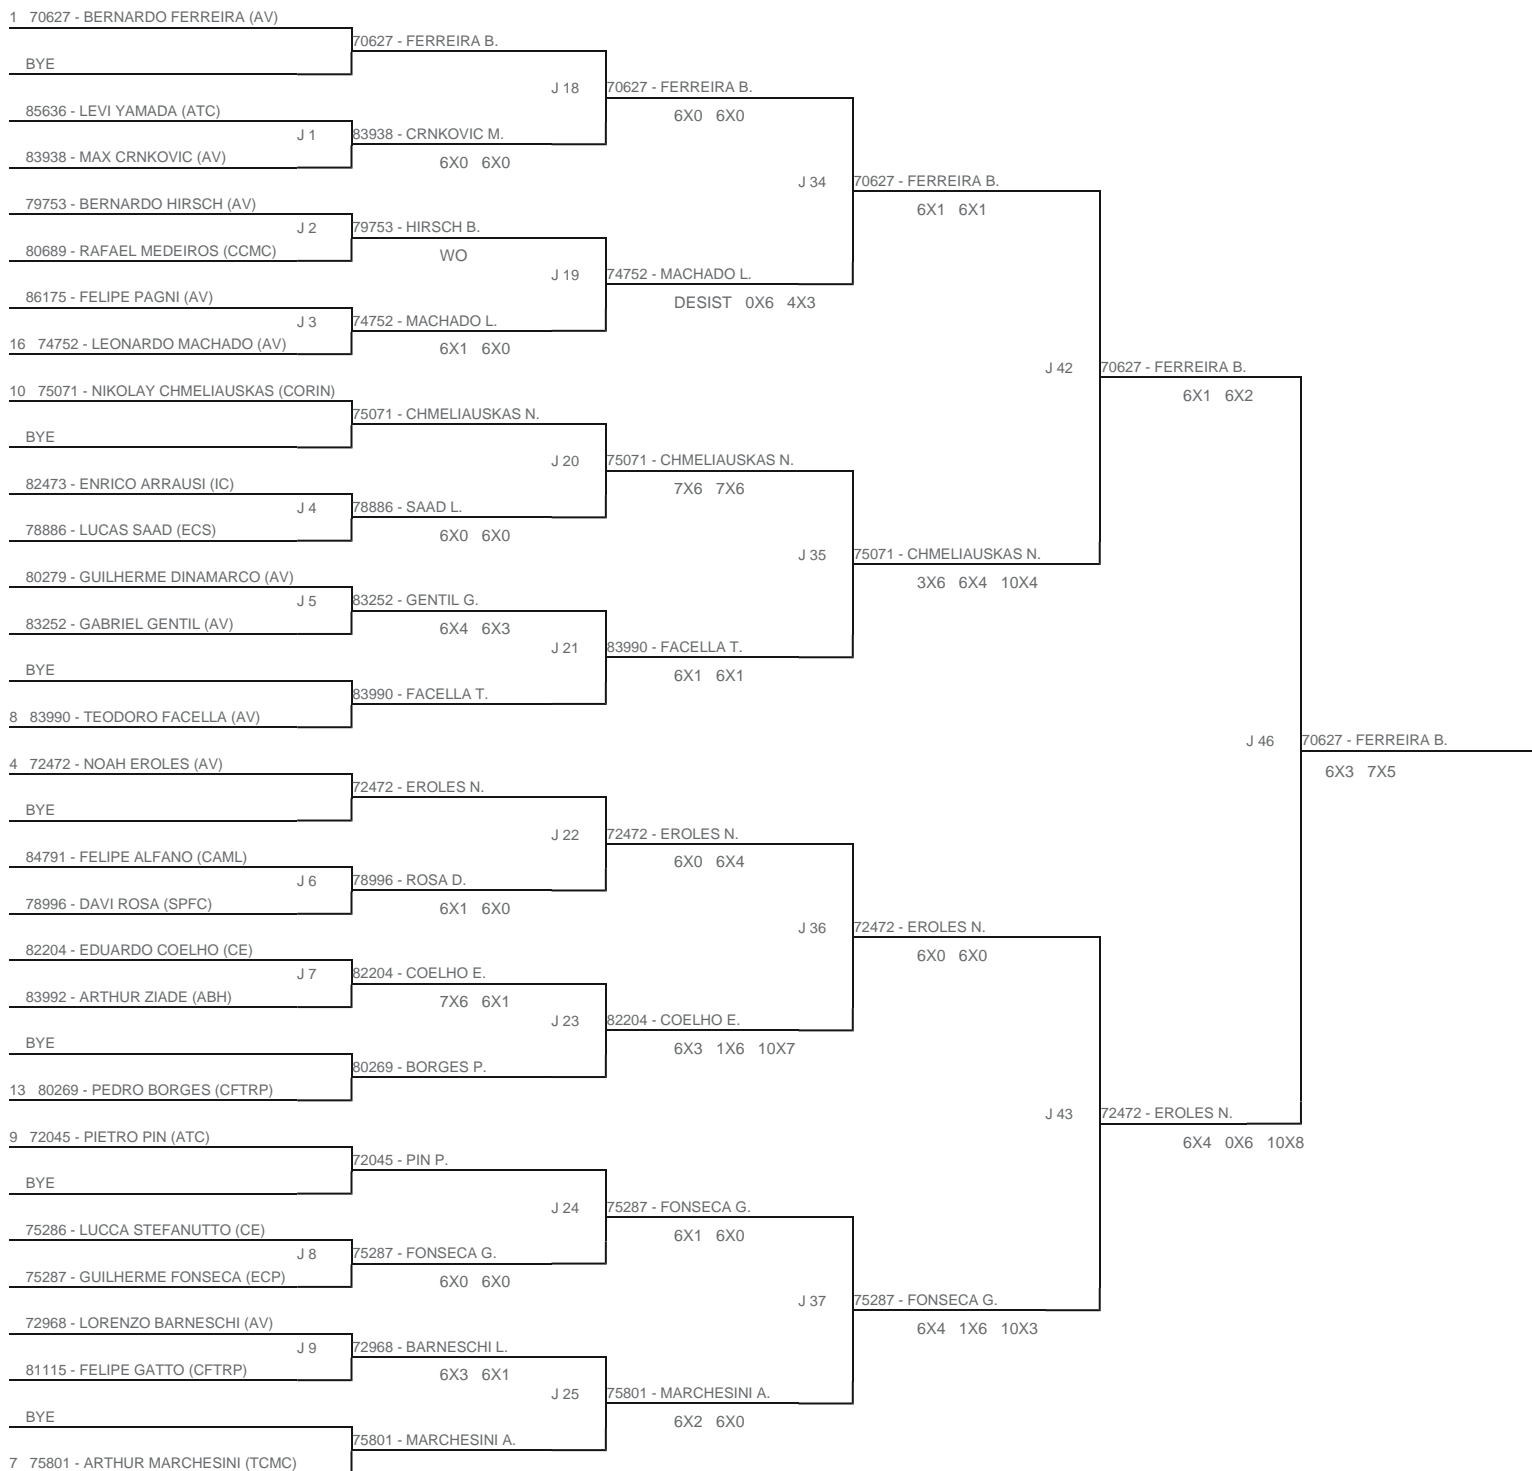 1 70627 - BERNARDO FERREIRA (AV)
70627 - FERREIRA B.
BYE
J 18
70627 - FERREIRA B.
6X0 6X0
85636 - LEVI YAMADA (ATC)
J 1
83938 - CRNKOVIC M.
83938 - MAX CRNKOVIC (AV)
6X0 6X0
J 34
70627 - FERREIRA B.
6X1 6X1
79753 - BERNARDO HIRSCH (AV)
J 2
79753 - HIRSCH B.
80689 - RAFAEL MEDEIROS (CCMC)
WO
J 19
74752 - MACHADO L.
DESIST 0X6 4X3
86175 - FELIPE PAGNI (AV)
J 3
74752 - MACHADO L.
16 74752 - LEONARDO MACHADO (AV)
6X1 6X0
J 42
70627 - FERREIRA B.
6X1 6X2
10 75071 - NIKOLAY CHMELIAUSKAS (CORIN)
75071 - CHMELIAUSKAS N.
BYE
J 20
75071 - CHMELIAUSKAS N.
7X6 7X6
82473 - ENRICO ARRAUSI (IC)
J 4
78886 - SAAD L.
78886 - LUCAS SAAD (ECS)
6X0 6X0
J 35
75071 - CHMELIAUSKAS N.
3X6 6X4 10X4
80279 - GUILHERME DINAMARCO (AV)
J 5
83252 - GENTIL G.
83252 - GABRIEL GENTIL (AV)
6X4 6X3
J 21
83990 - FACELLA T.
6X1 6X1
BYE
83990 - FACELLA T.
8 83990 - TEODORO FACELLA (AV)
J 46
70627 - FERREIRA B.
6X3 7X5
4 72472 - NOAH EROLES (AV)
72472 - EROLES N.
BYE
J 22
72472 - EROLES N.
6X0 6X4
84791 - FELIPE ALFANO (CAML)
J 6
78996 - ROSA D.
78996 - DAVI ROSA (SPFC)
6X1 6X0
J 36
72472 - EROLES N.
6X0 6X0
82204 - EDUARDO COELHO (CE)
J 7
82204 - COELHO E.
83992 - ARTHUR ZIADE (ABH)
7X6 6X1
J 23
82204 - COELHO E.
6X3 1X6 10X7
BYE
80269 - BORGES P.
13 80269 - PEDRO BORGES (CFTRP)
J 43
72472 - EROLES N.
6X4 0X6 10X8
9 72045 - PIETRO PIN (ATC)
72045 - PIN P.
BYE
J 24
75287 - FONSECA G.
6X1 6X0
75286 - LUCCA STEFANUTTO (CE)
J 8
75287 - FONSECA G.
75287 - GUILHERME FONSECA (ECP)
6X0 6X0
J 37
75287 - FONSECA G.
6X4 1X6 10X3
72968 - LORENZO BARNESCHI (AV)
J 9
72968 - BARNESCHI L.
81115 - FELIPE GATTO (CFTRP)
6X3 6X1
J 25
75801 - MARCHESINI A.
6X2 6X0
BYE
75801 - MARCHESINI A.
7 75801 - ARTHUR MARCHESINI (TCMC)